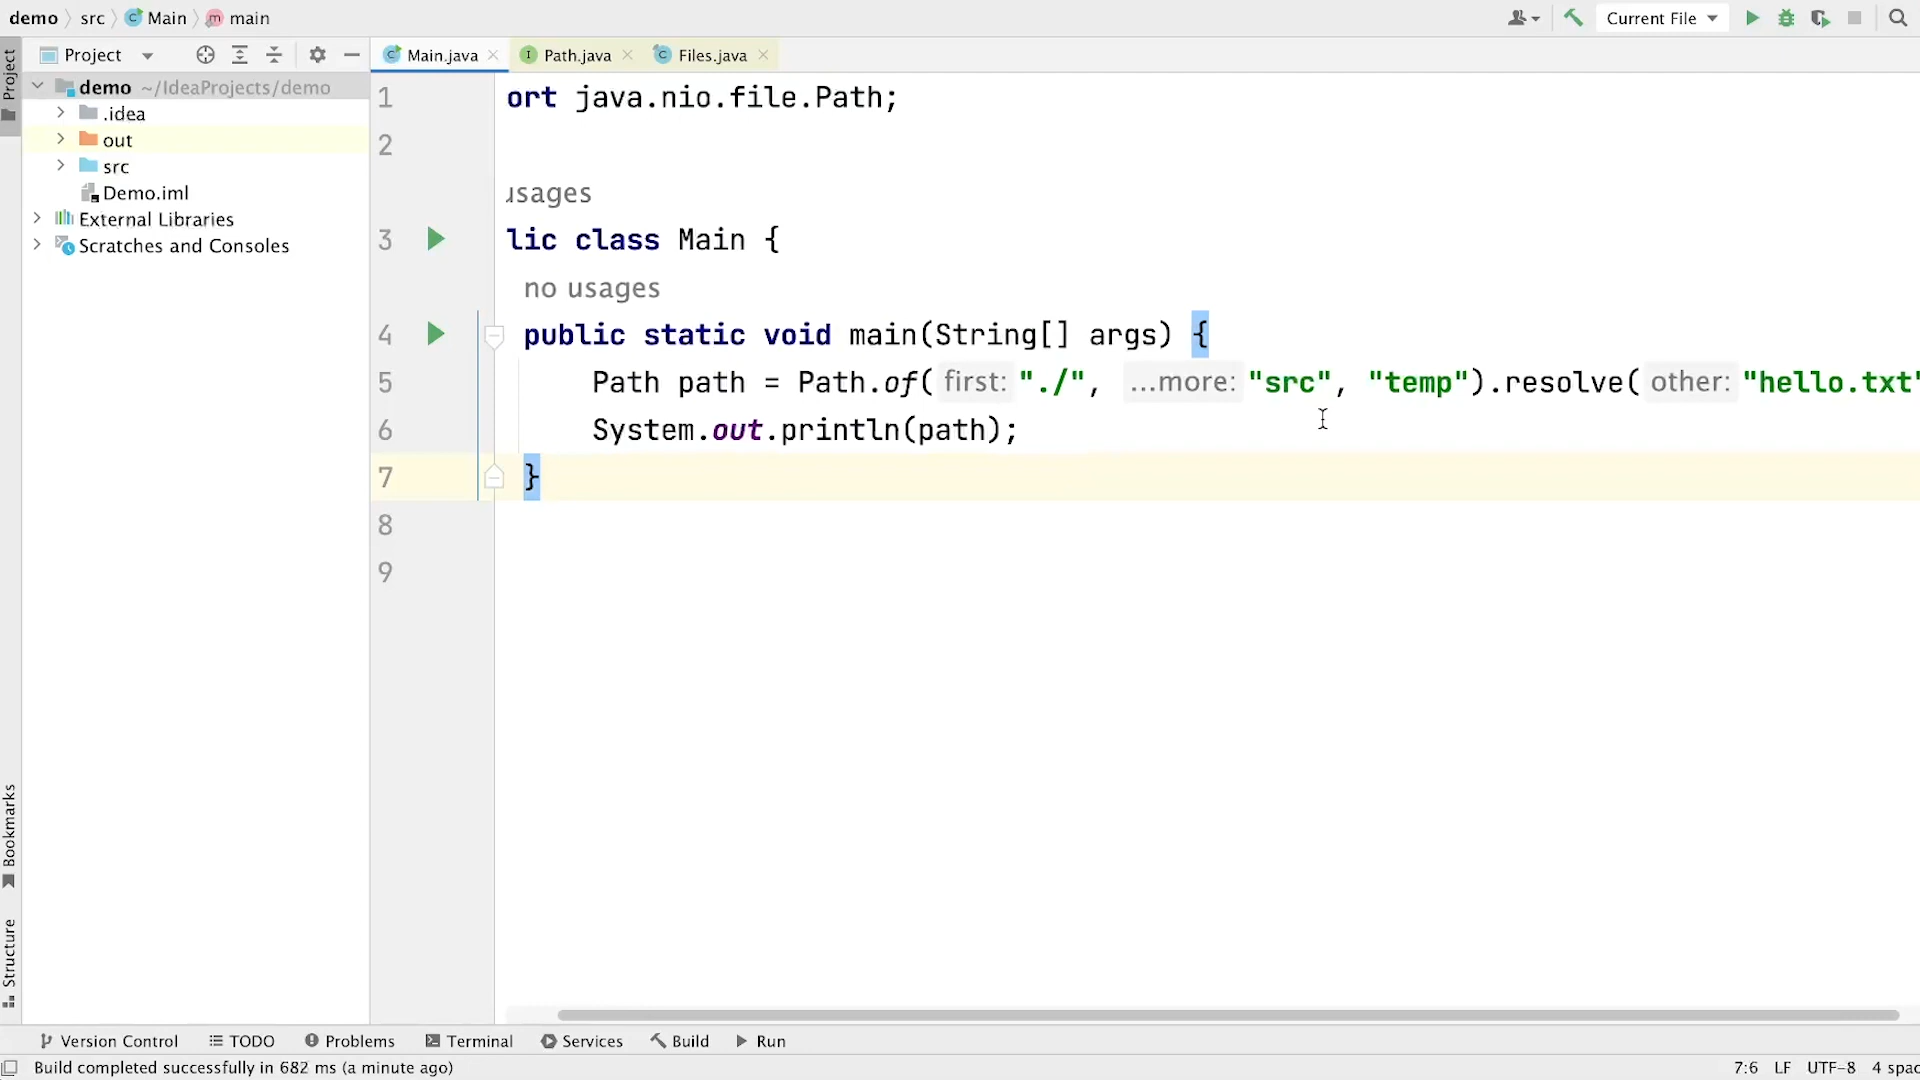 demo src Main main
Current File
Project
Main.java
Path.java
Files.java
Project
demo ~/IdeaProjects/demo
.idea
out
src
Demo.iml
External Libraries
Scratches and Consoles
1 ort java.nio.file.Path;
2
usages
3 lic class Main {
no usages
4 public static void main(String[] args) {
5 Path path = Path.of( first: "./", ...more: "src", "temp").resolve( other: "hello.txt"
6 System.out.println(path);
7 }
8
9
Bookmarks
Structure
Version Control TODO Problems Terminal Services Build Run
Build completed successfully in 682 ms (a minute ago)
7:6 LF UTF-8 4 spac